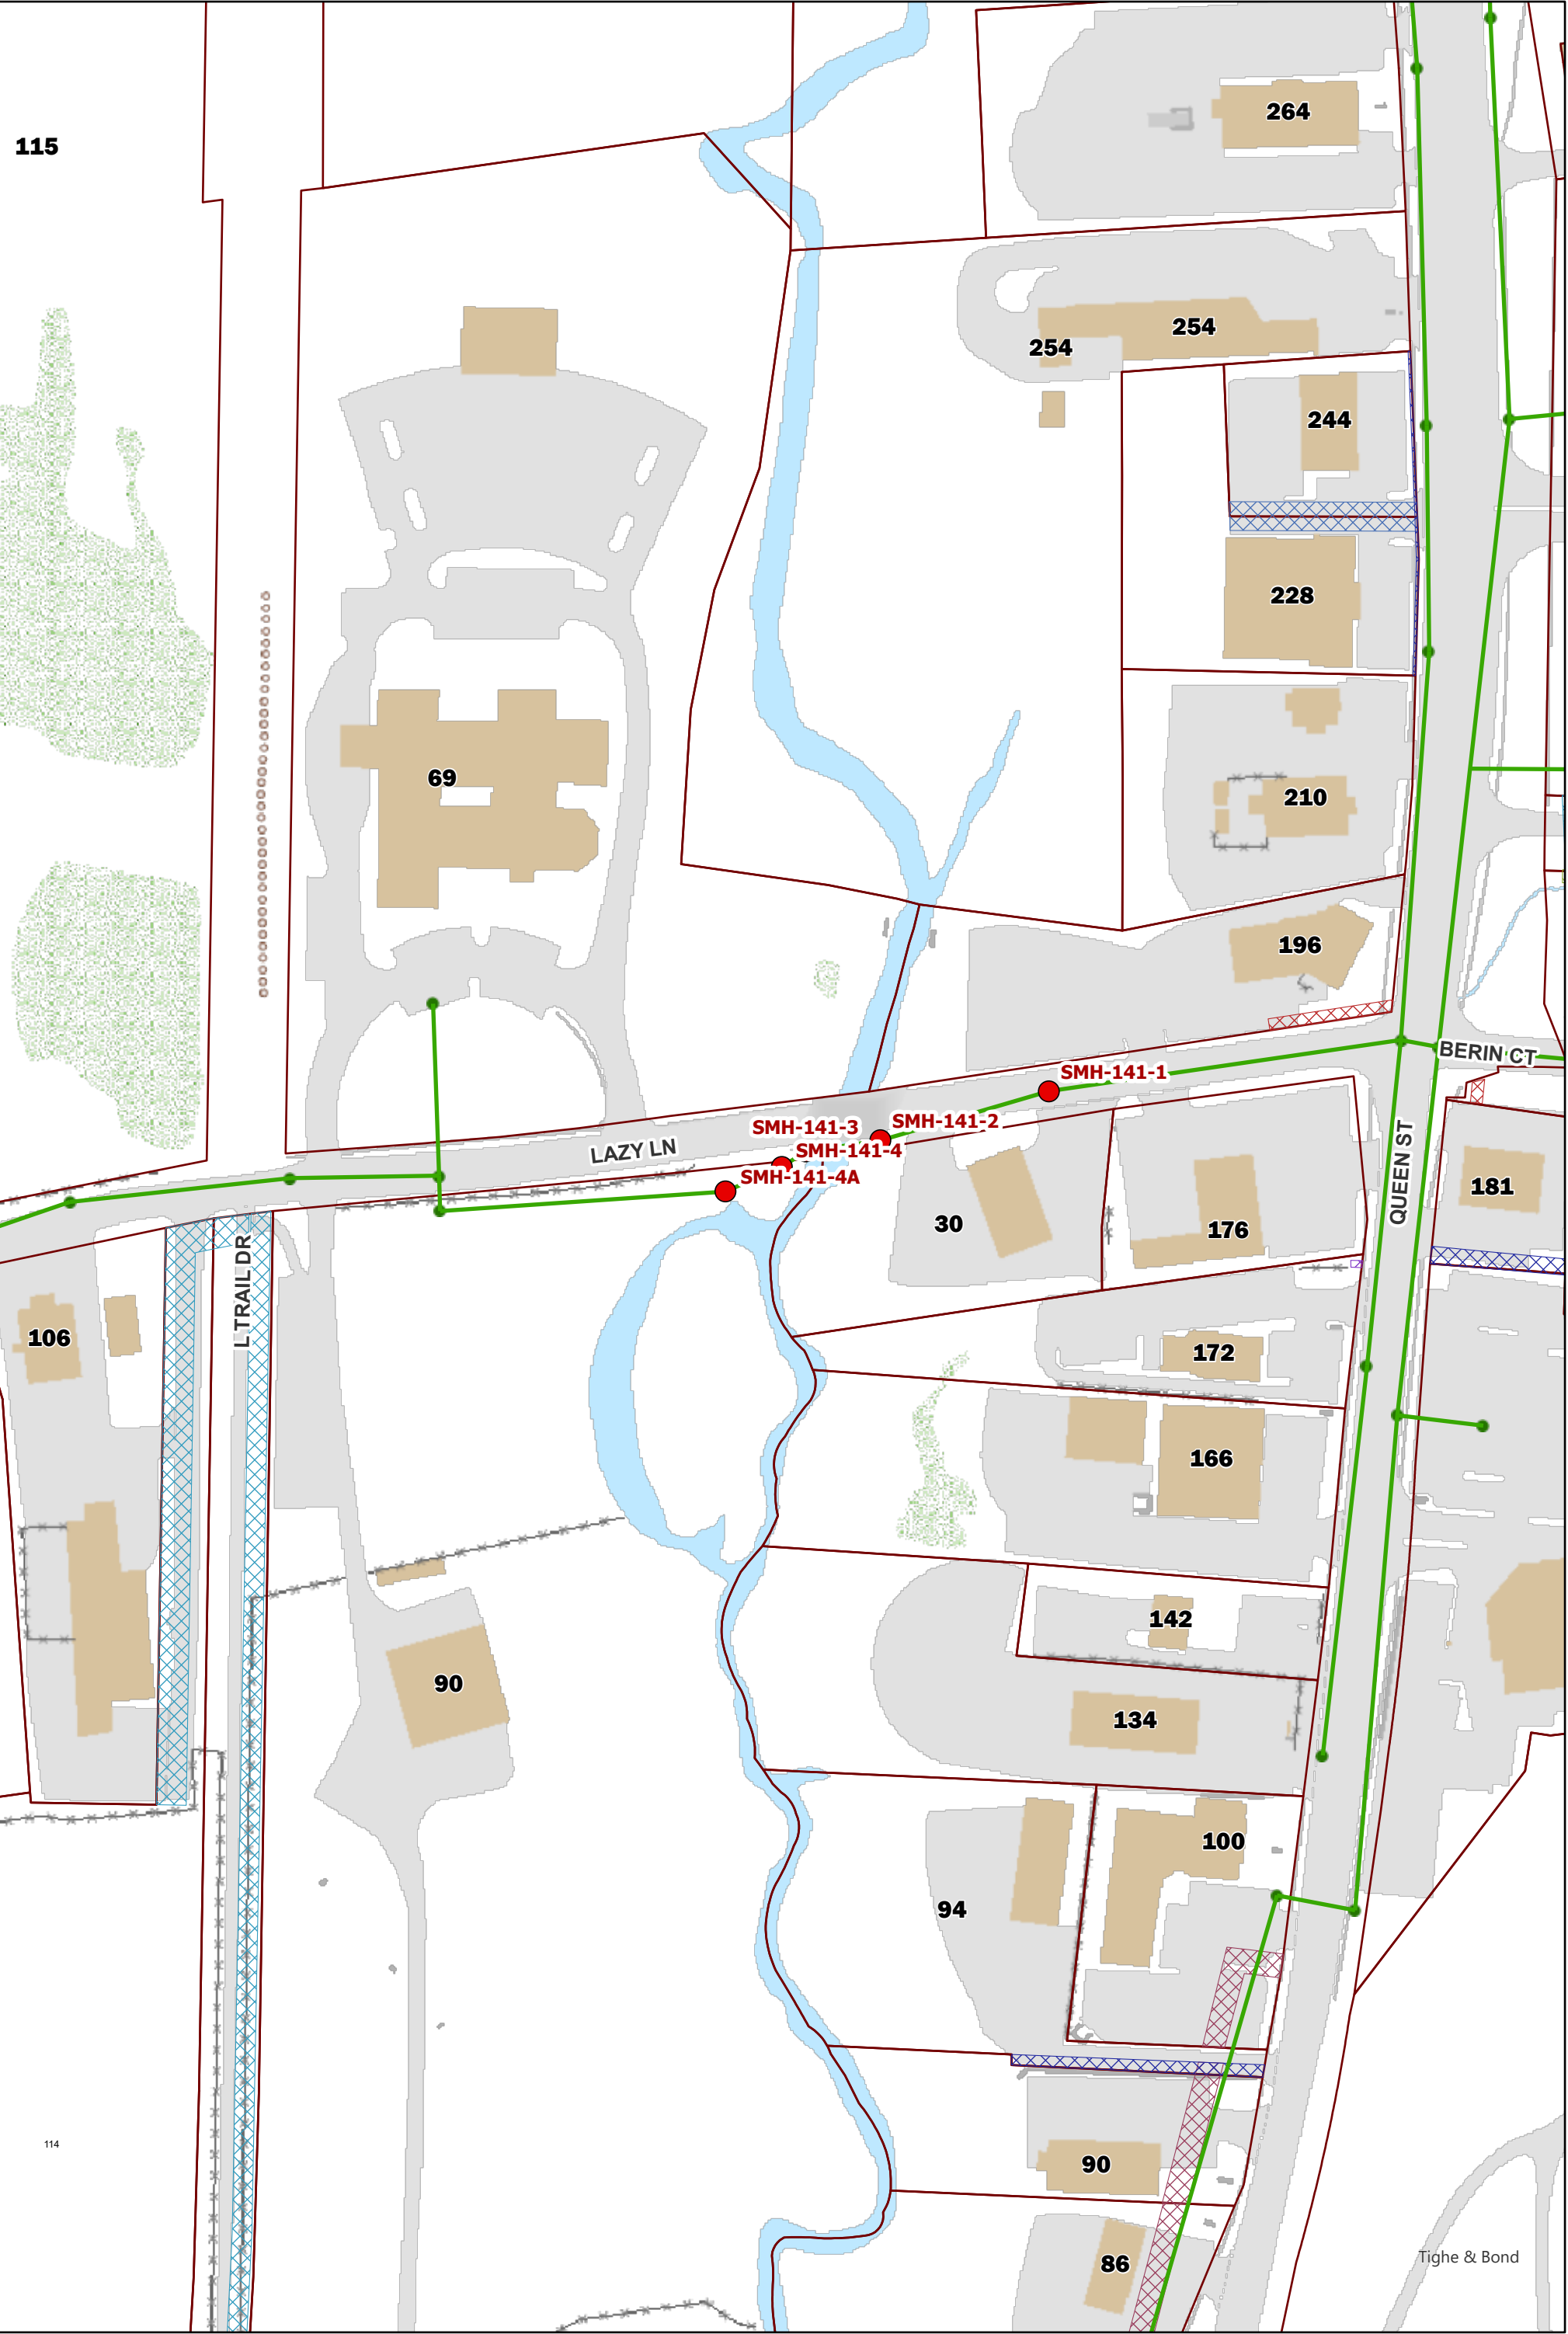 264
115
254
254
244
228
69
210
196
BERIN CT
SMH-141-1
SMH-141-2
SMH-141-3
LAZY LN
SMH-141-4
SMH-141-4A
QUEEN ST
181
30
176
L TRAIL DR
106
172
166
142
90
134
100
94
114
90
86
Tighe & Bond